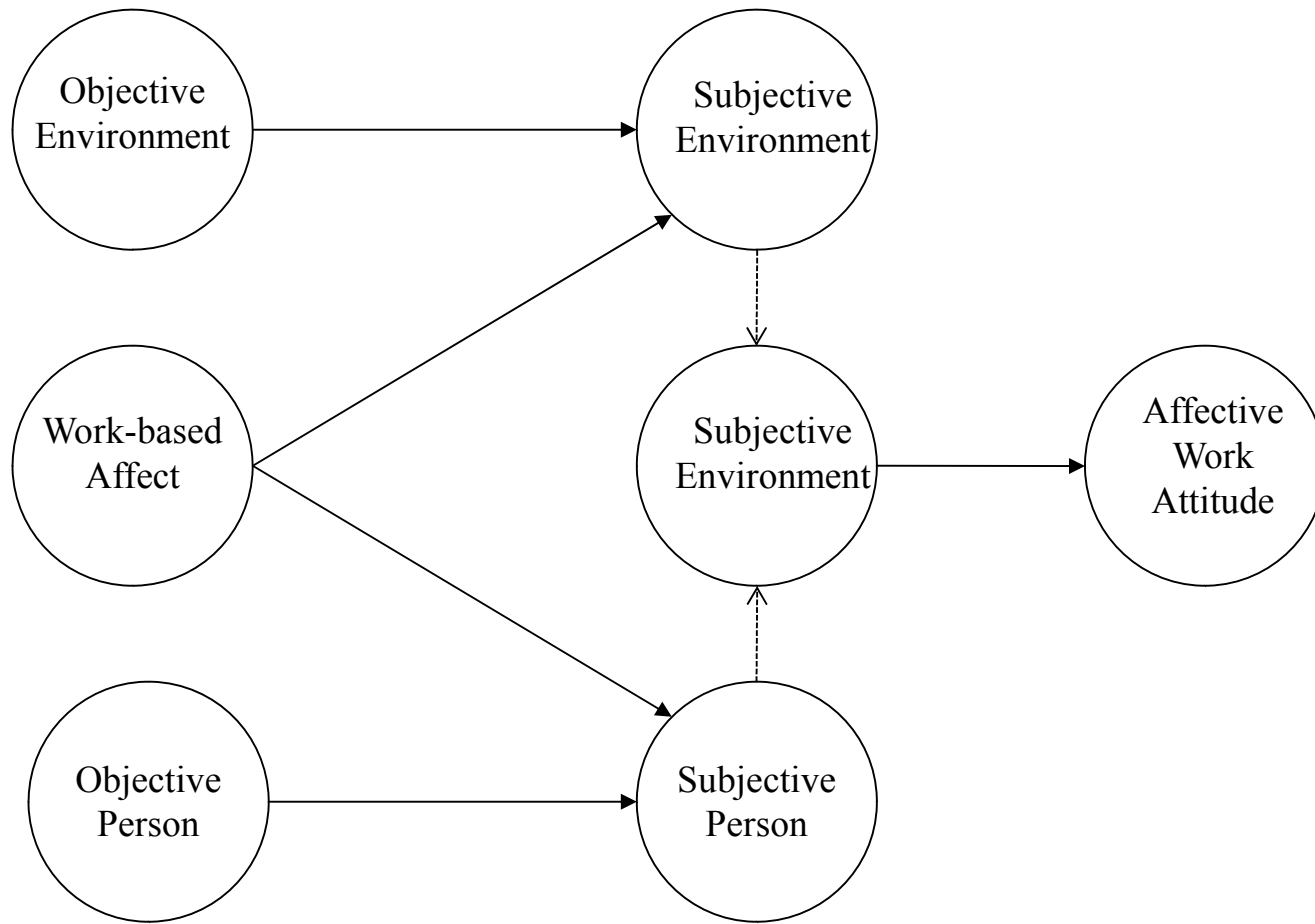 Objective
Environment
Subjective
Environment
Work-based
Affect
Subjective
Environment
Affective
Work
Attitude
Objective
Person
Subjective
Person